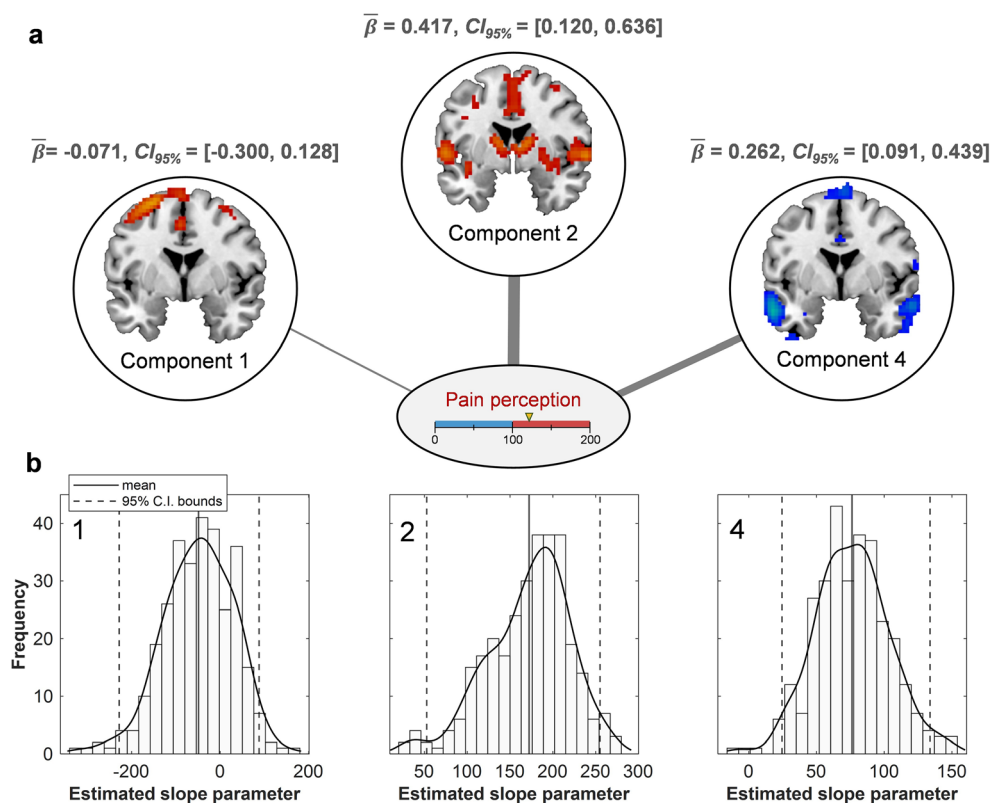 a
β̅ = 0.417, CI95% = [0.120, 0.636]
β̅= -0.071, CI95% = [-0.300, 0.128]
β̅ = 0.262, CI95% = [0.091, 0.439]
Component 1
Component 2
Component 4
Pain perception
0 100 200
b
mean
95% C.I. bounds
1
2
4
Frequency
40
30
20
10
0
-200 0 200
Estimated slope parameter
50 100 150 200 250 300
Estimated slope parameter
0 50 100 150
Estimated slope parameter